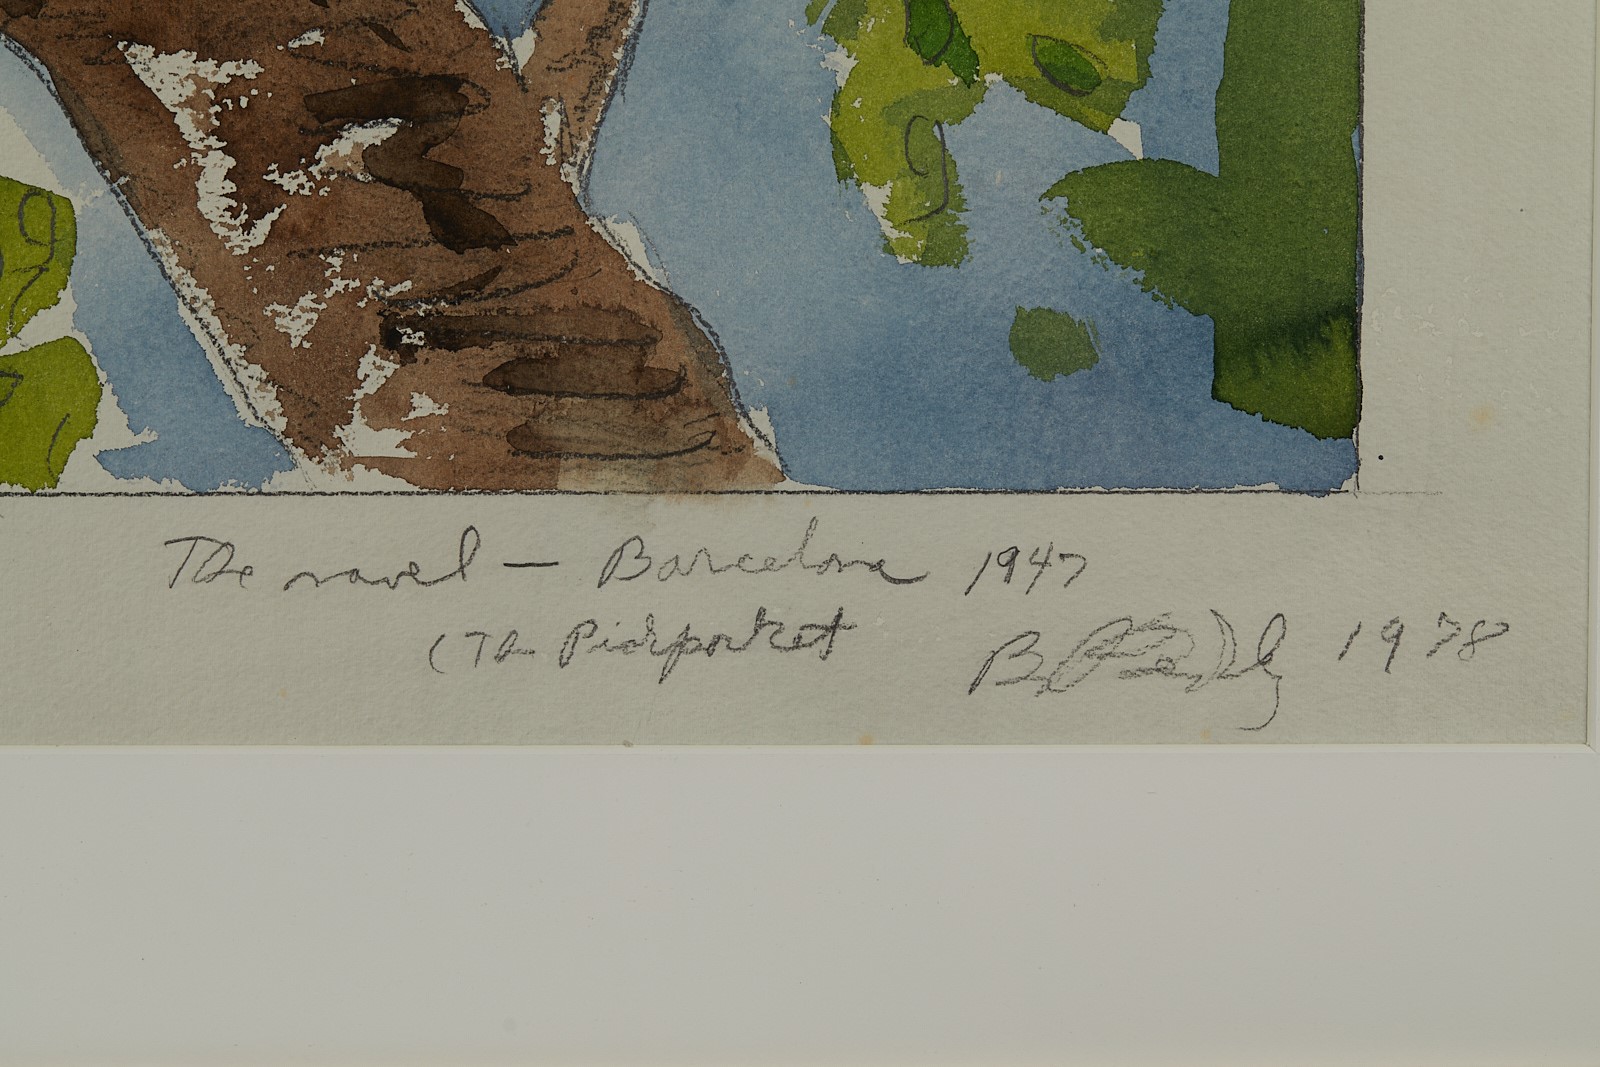 The navel — Barcelona 1947
(The Pickpocket
B. 1978